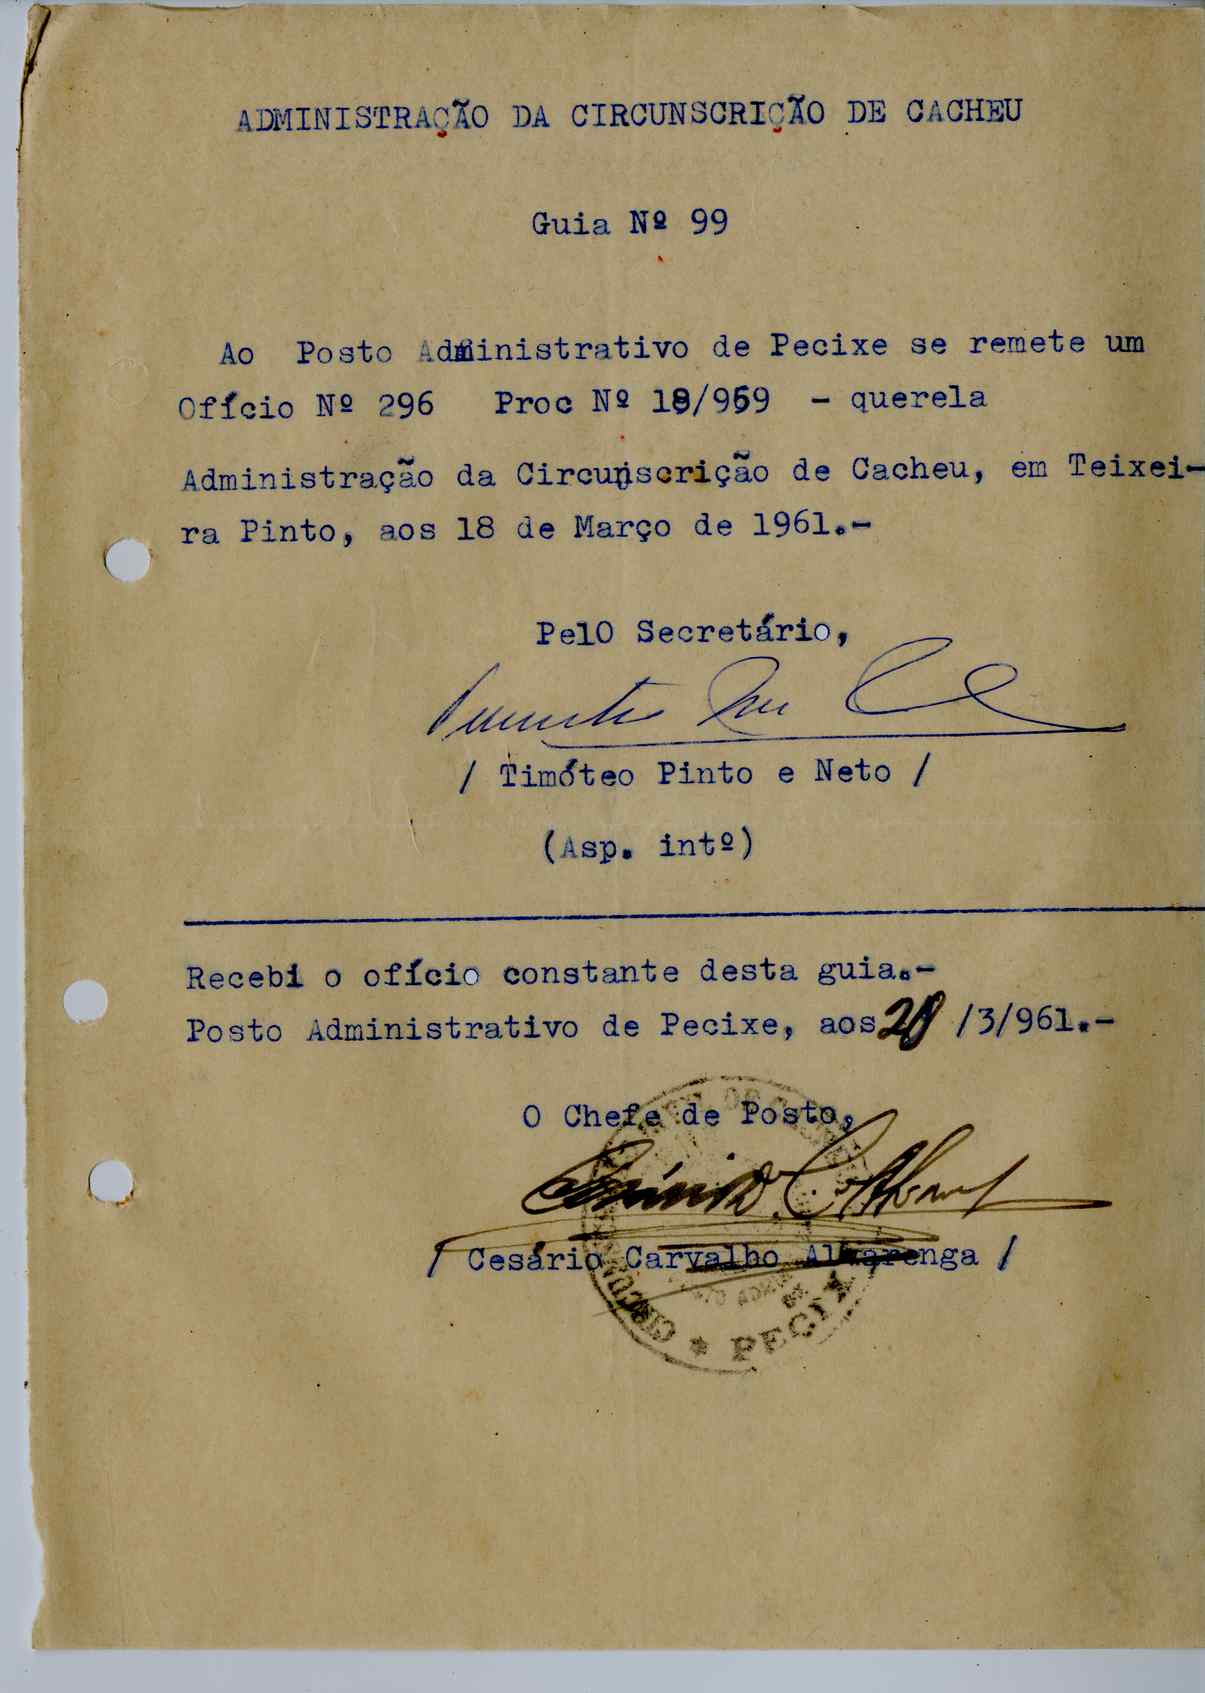 ADMINISTRAÇÃO DA CIRCUNSCRIÇÃO DE CACHEU
Guia Nº 99
Ao Posto Administrativo de Pecixe se remete um
Ofício Nº 296 Proc Nº 18/959 - querela
Administração da Circunscrição de Cacheu, em Teixei-
ra Pinto, aos 18 de Março de 1961.-
PelO Secretário,
/ Timóteo Pinto e Neto /
(Asp. intº)
Recebi o ofício constante desta guia.-
Posto Administrativo de Pecixe, aos 20 /3/961.-
O Chefe de Posto,
/ Cesário Carvalho Alvarenga /
* PECIXE